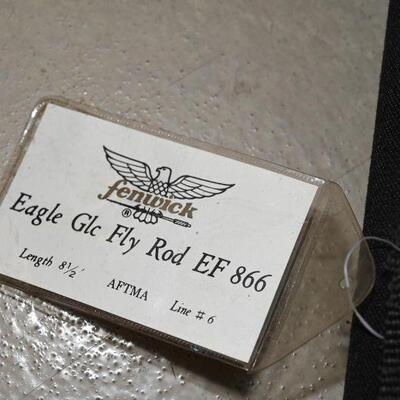 fenwick
®
Eagle Glc Fly Rod EF 866
Length 8½' AFTMA Line # 6